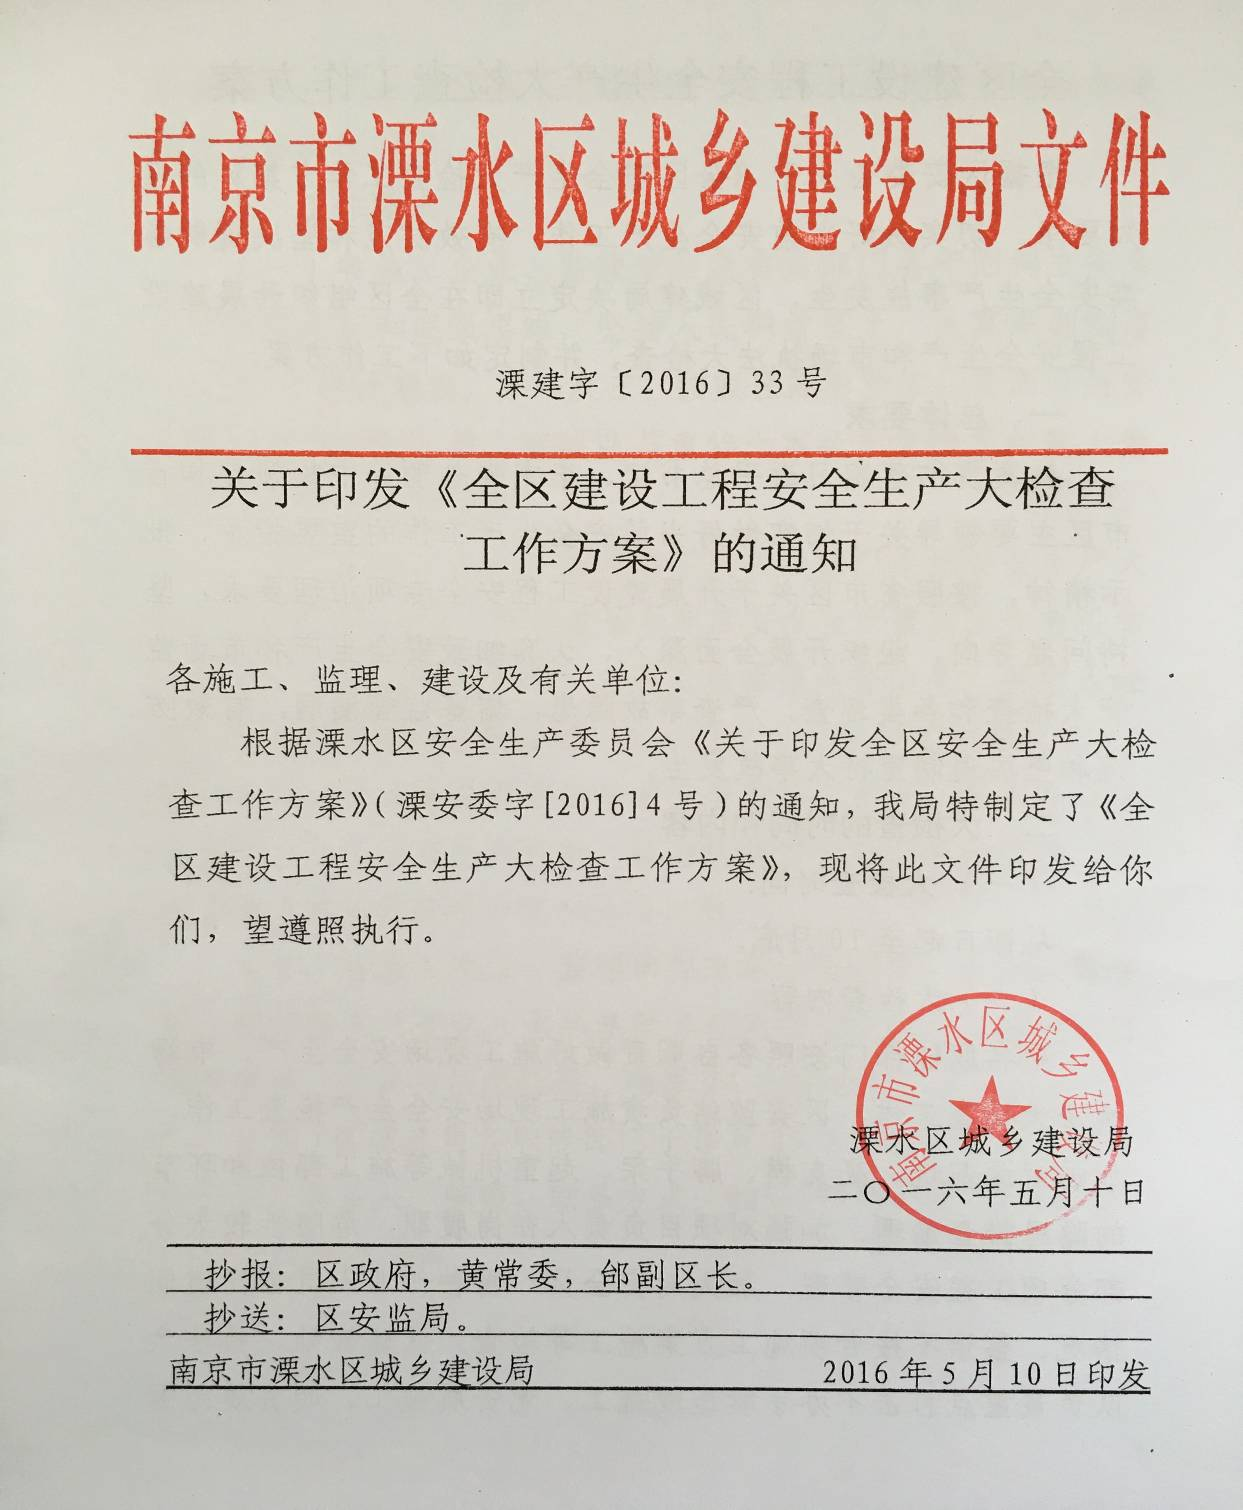 南京市溧水区城乡建设局文件
溧建字〔2016〕33号
关于印发《全区建设工程安全生产大检查
工作方案》的通知
各施工、监理、建设及有关单位:
根据溧水区安全生产委员会《关于印发全区安全生产大检
查工作方案》(溧安委字[2016]4号)的通知,我局特制定了《全
区建设工程安全生产大检查工作方案》,现将此文件印发给你
们,望遵照执行。
南京市溧水区城乡建设局
溧水区城乡建设局
二〇一六年五月十日
抄报:区政府,黄常委,邰副区长。
抄送:区安监局。
南京市溧水区城乡建设局 2016年5月10日印发